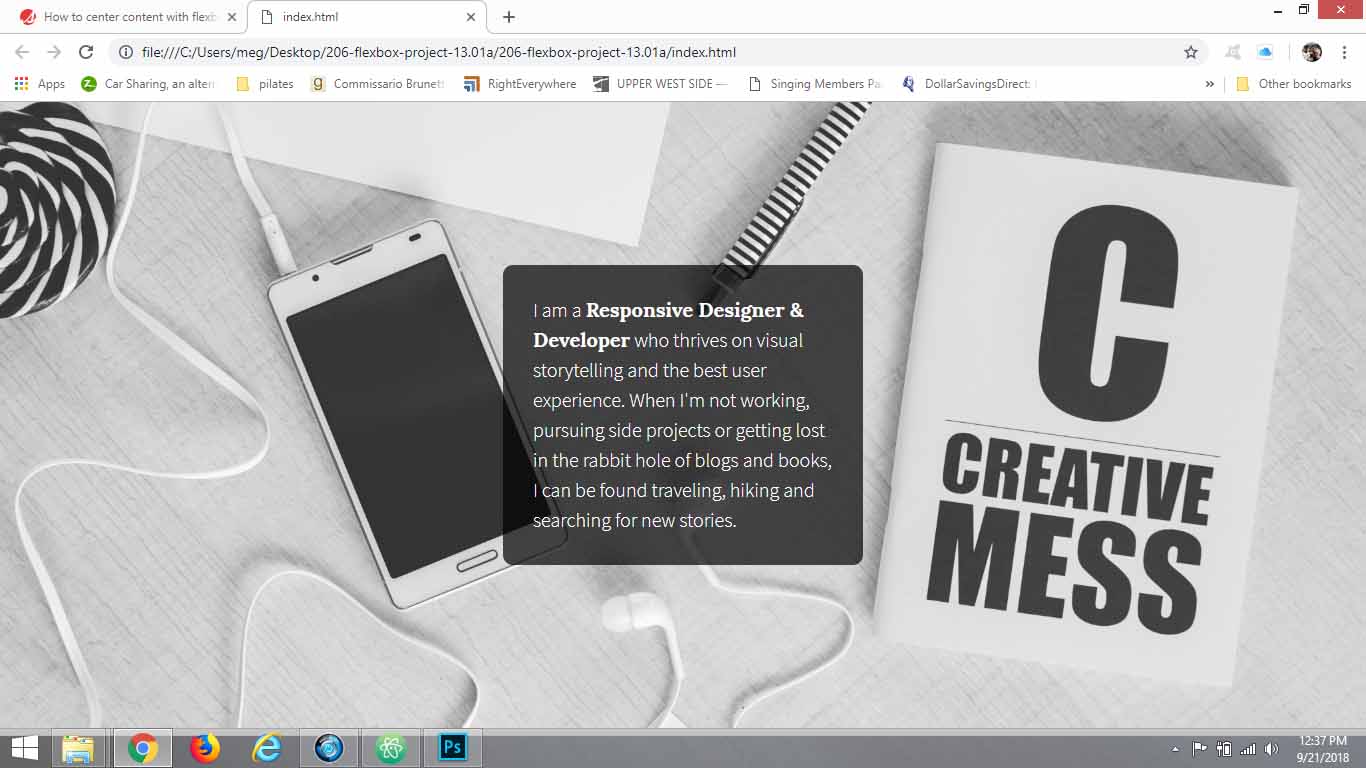 How to center content with flexb
index.html
file:///C:/Users/meg/Desktop/206-flexbox-project-13.01a/206-flexbox-project-13.01a/index.html
Apps
Car Sharing, an altern
pilates
Commissario Brunett
RightEverywhere
UPPER WEST SIDE —
Singing Members Pa
DollarSavingsDirect:
»
Other bookmarks
I am a Responsive Designer &
Developer who thrives on visual
storytelling and the best user
experience. When I'm not working,
pursuing side projects or getting lost
in the rabbit hole of blogs and books,
I can be found traveling, hiking and
searching for new stories.
C
CREATIVE
MESS
Ps
12:37 PM
9/21/2018